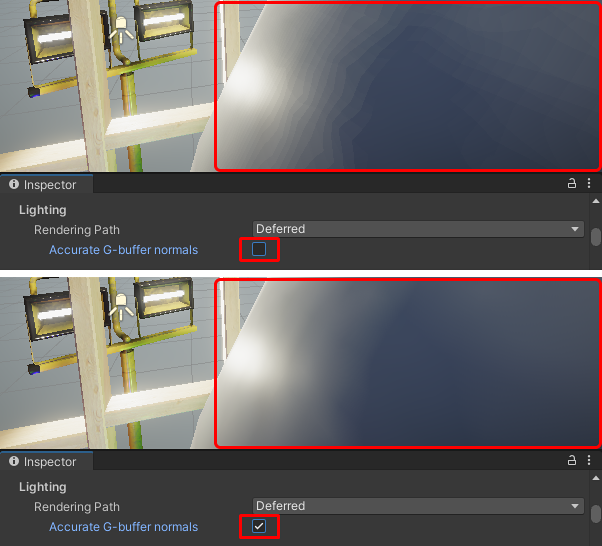 Inspector
Lighting
Rendering Path Deferred
Accurate G-buffer normals
Inspector
Lighting
Rendering Path Deferred
Accurate G-buffer normals